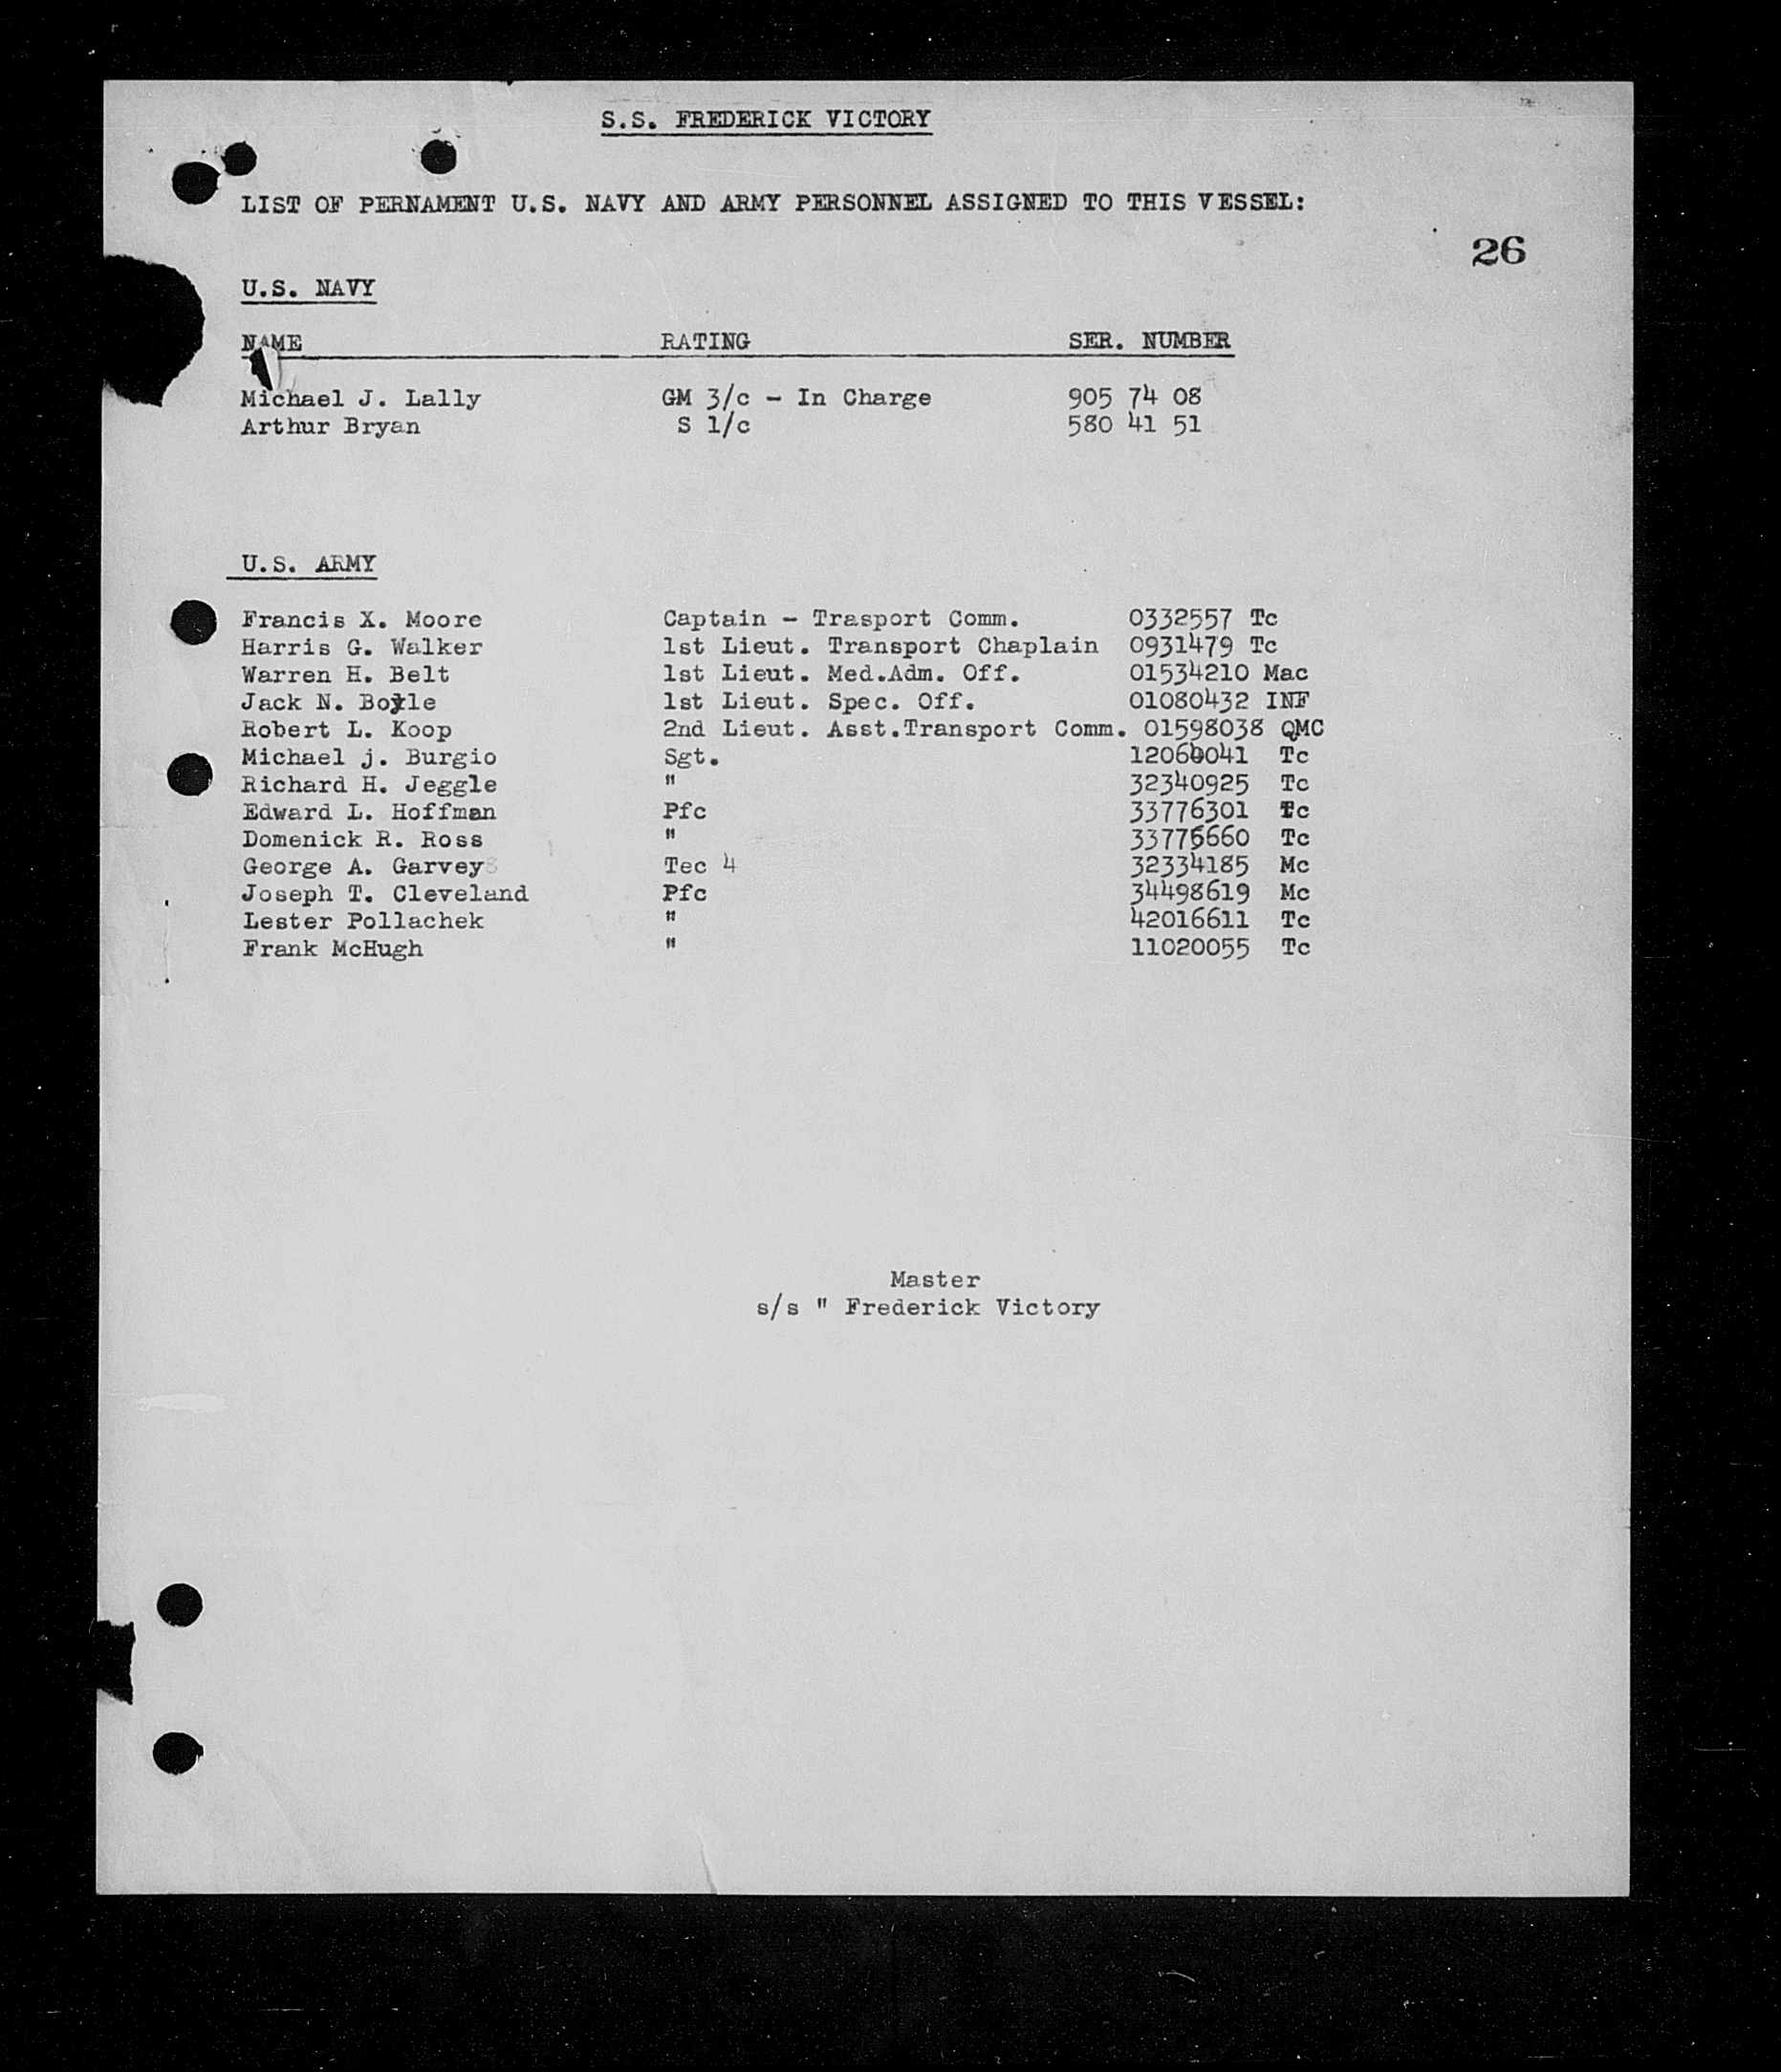 S.S. FREDERICK VICTORY
LIST OF PERNAMENT U.S. NAVY AND ARMY PERSONNEL ASSIGNED TO THIS VESSEL:
26
U.S. NAVY
NAME RATING SER. NUMBER
Michael J. Lally GM 3/c - In Charge 905 74 08
Arthur Bryan S 1/c 580 41 51
U.S. ARMY
Francis X. Moore Captain - Trasport Comm. 0332557 Tc
Harris G. Walker 1st Lieut. Transport Chaplain 0931479 Tc
Warren H. Belt 1st Lieut. Med.Adm. Off. 01534210 Mac
Jack N. Boyle 1st Lieut. Spec. Off. 01080432 INF
Robert L. Koop 2nd Lieut. Asst.Transport Comm. 01598038 QMC
Michael j. Burgio Sgt. Tc
Richard H. Jeggle " 32340925 Tc
Edward L. Hoffman Pfc 33776301 Tc
Domenick R. Ross " Tc
George A. Garvey Tec 4 32334185 Mc
Joseph T. Cleveland Pfc 34498619 Mc
Lester Pollachek " 42016611 Tc
Frank McHugh " 11020055 Tc
Master
s/s " Frederick Victory